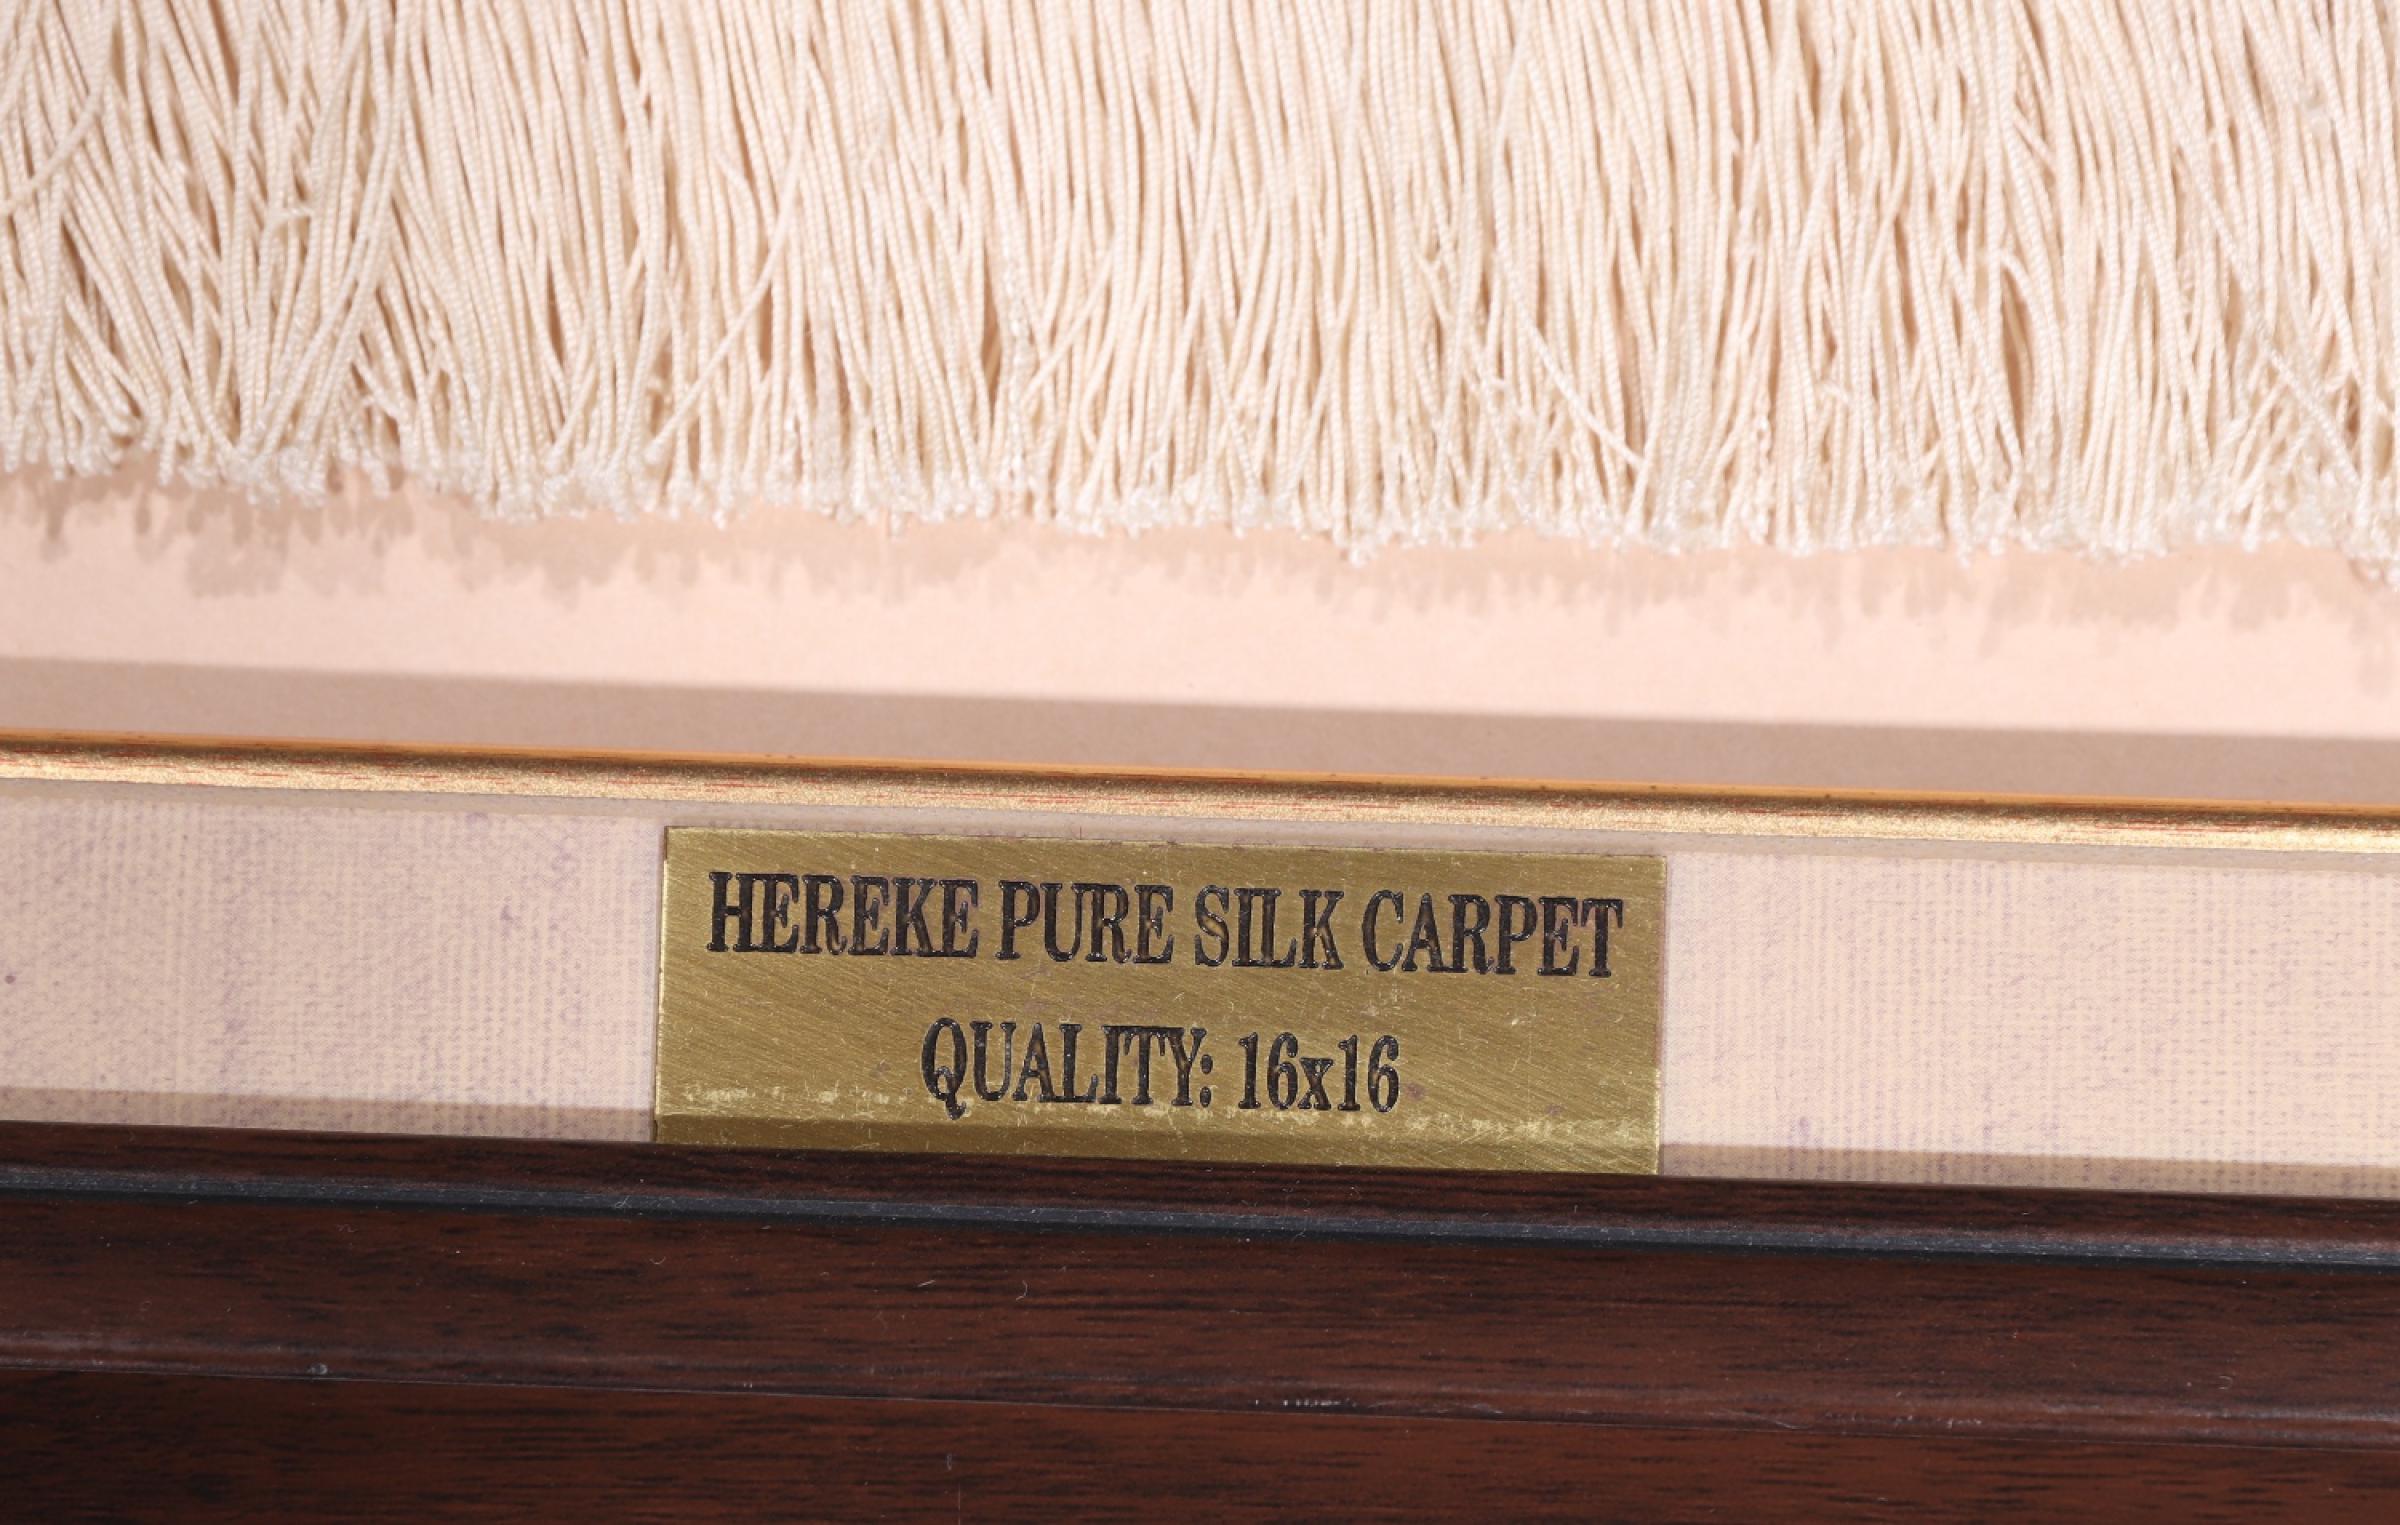 HEREKE PURE SILK CARPET
QUALITY: 16x16